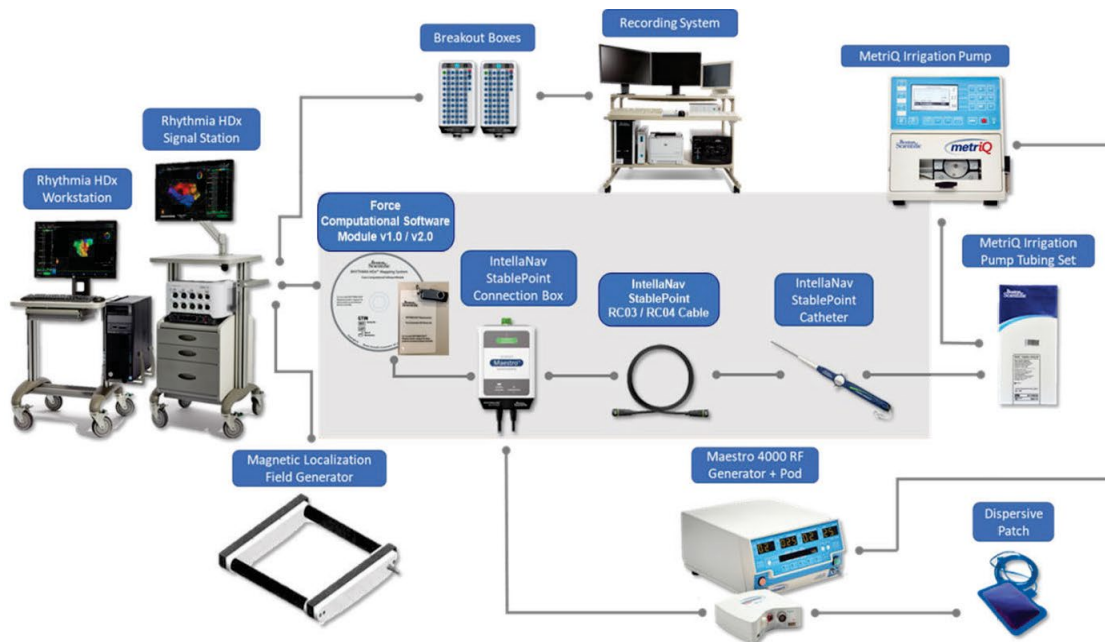 Breakout Boxes
Recording System
MetriQ Irrigation Pump
Rhythmia HDx
Signal Station
Rhythmia HDx
Workstation
Force
Computational Software
Module v1.0 / v2.0
IntellaNav
StablePoint
Connection Box
IntellaNav
StablePoint
RC03 / RC04 Cable
IntellaNav
StablePoint
Catheter
MetriQ Irrigation
Pump Tubing Set
metriQ
Maestro
Magnetic Localization
Field Generator
Maestro 4000 RF
Generator + Pod
Dispersive
Patch